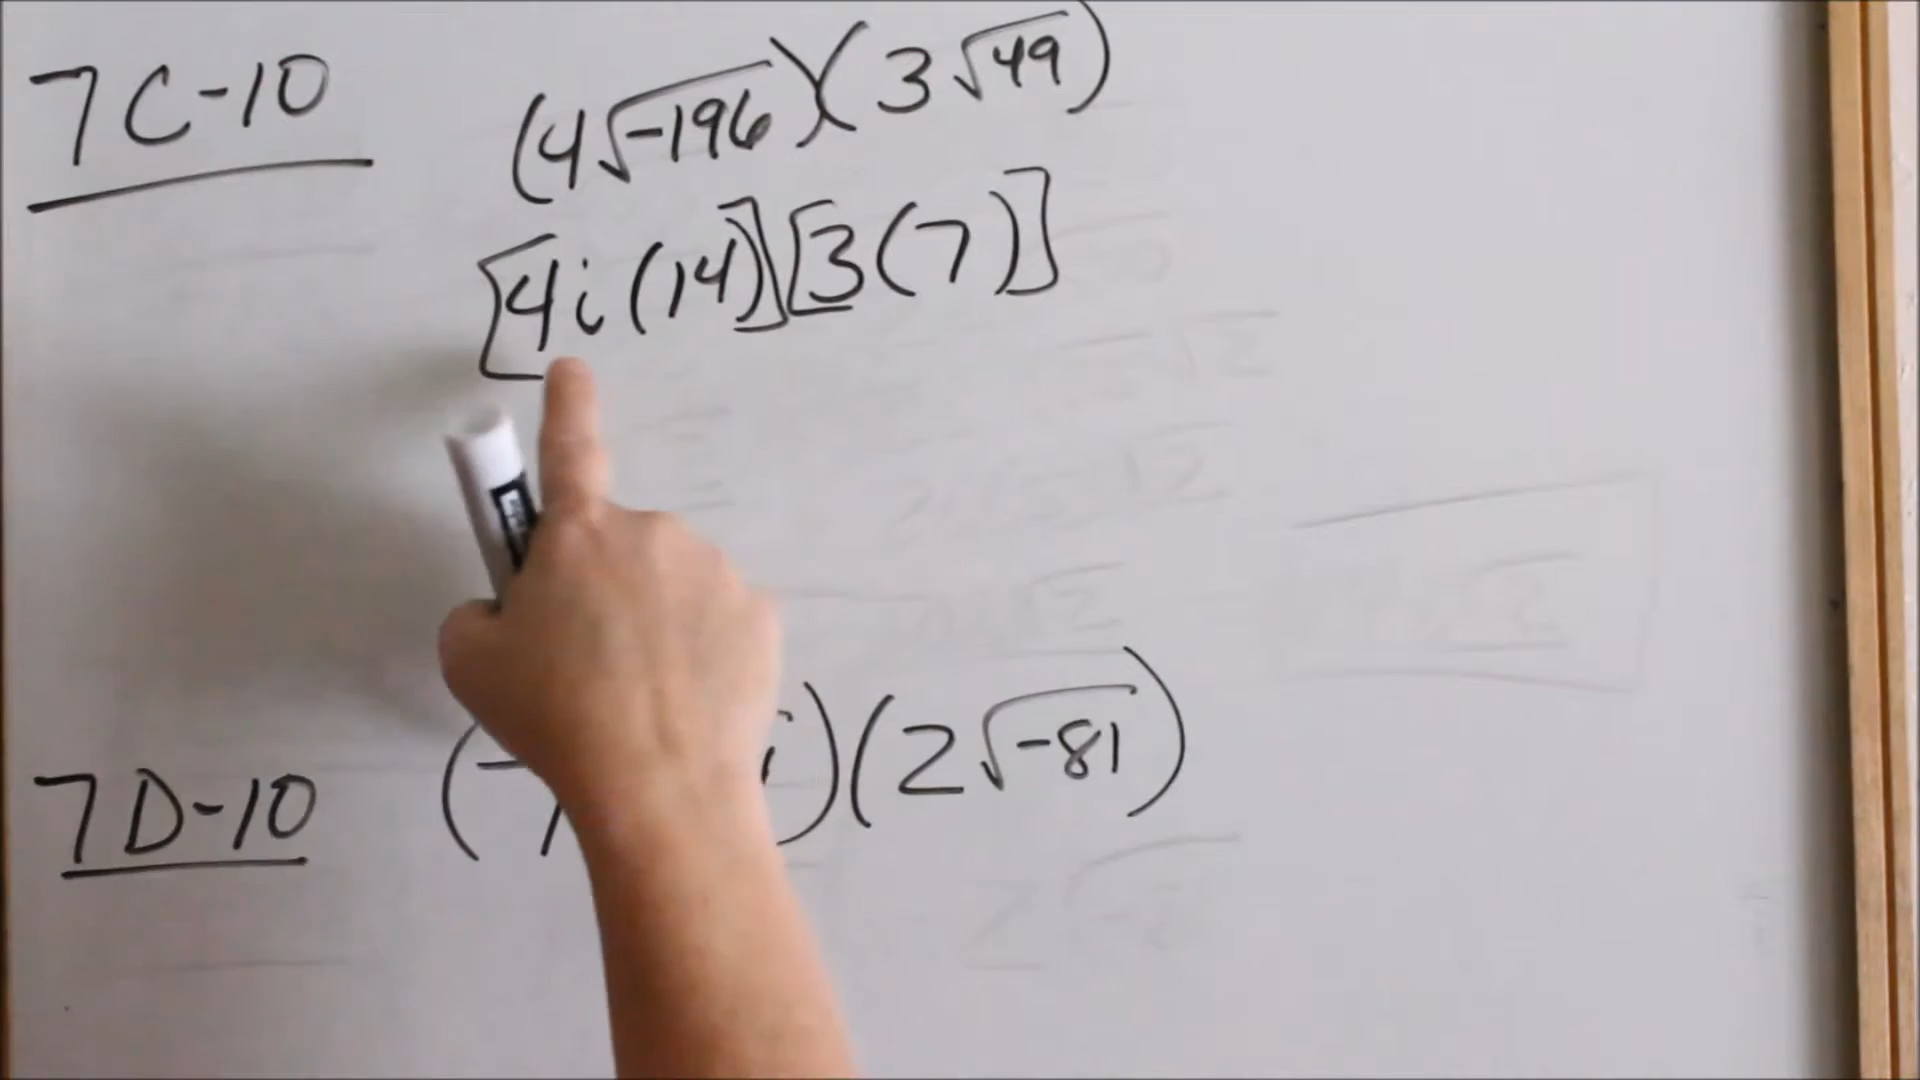 7C-10
(4√-196)(3√49)
[4i(14)][3(7)]
7D-10
(2√-81)